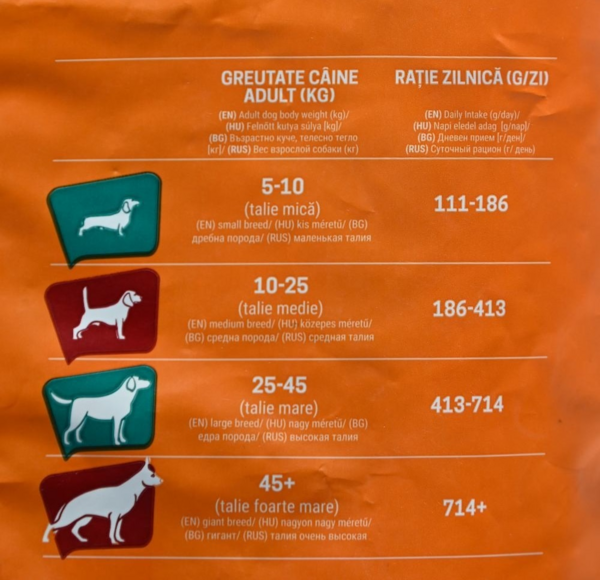 GREUTATE CÂINE
ADULT (KG)
(EN) Adult dog body weight (kg)/
(HU) Felnőtt kutya súlya [kg]/
(BG) Възрастно куче, телесно тегло
[кг]/ (RUS) Вес взрослой собаки (кг)
RAȚIE ZILNICĂ (G/ZI)
(EN) Daily Intake (g/day)/
(HU) Napi eledel adag [g/nap]/
(BG) Дневен прием [г/ден]/
(RUS) Суточный рацион (г/ день)
5-10
(talie mică)
(EN) small breed/ (HU) kis méretű/ (BG)
дребна порода/ (RUS) маленькая талия
111-186
10-25
(talie medie)
(EN) medium breed/ (HU) közepes méretű/
(BG) средна порода/ (RUS) средная талия
186-413
25-45
(talie mare)
(EN) large breed/ (HU) nagy méretű/ (BG)
едра порода/ (RUS) высокая талия
413-714
45+
(talie foarte mare)
(EN) giant breed/ (HU) nagyon nagy méretű/
(BG) гигант/ (RUS) талия очень высокая
714+